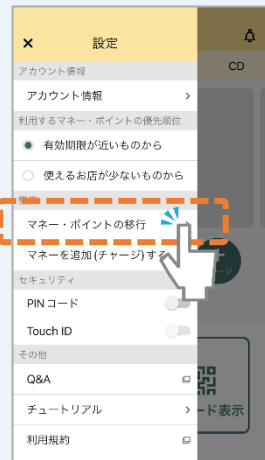 × 設定
CD
アカウント情報
アカウント情報
利用するマネー・ポイントの優先順位
有効期限が近いものから
使えるお店が少ないものから
マネー・ポイントの移行
マネーを追加(チャージ)する
セキュリティ
PINコード
Touch ID
その他
Q&A
チュートリアル
ード表示
利用規約